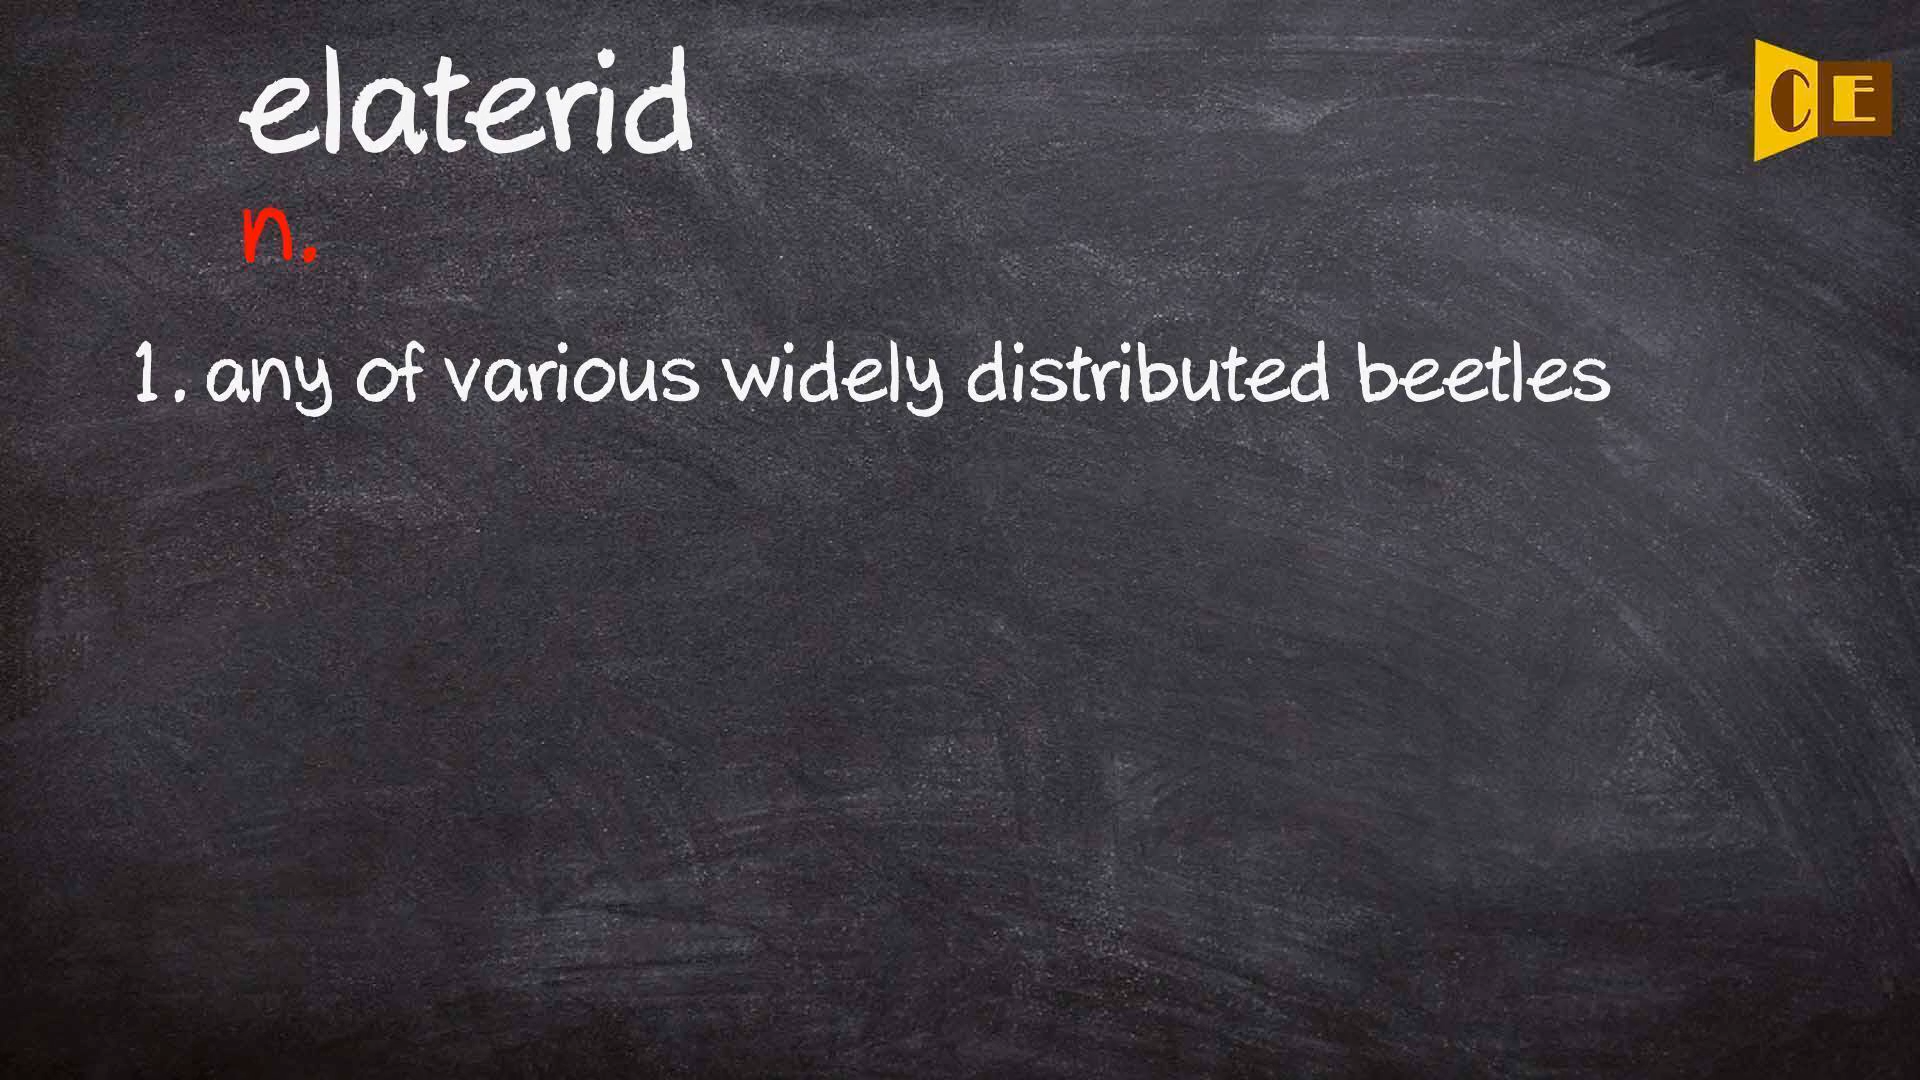 elaterid
CE
n.
1. any of various widely distributed beetles